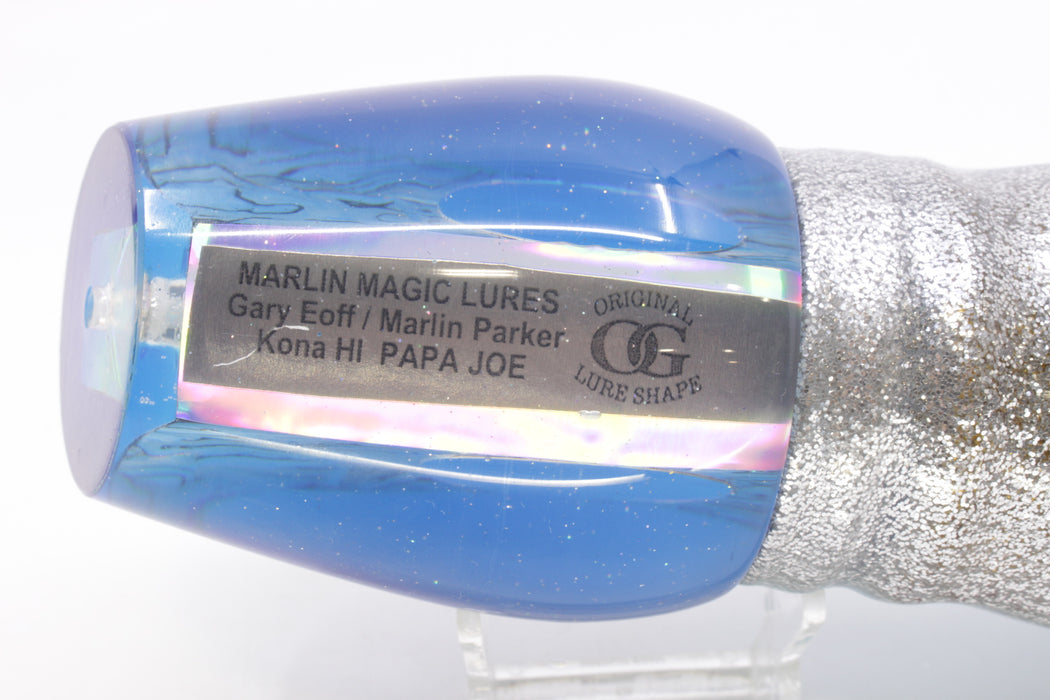 MARLIN MAGIC LURES
Gary Eoff / Marlin Parker
Kona HI PAPA JOE
ORIGINAL
OG
LURE SHAPE